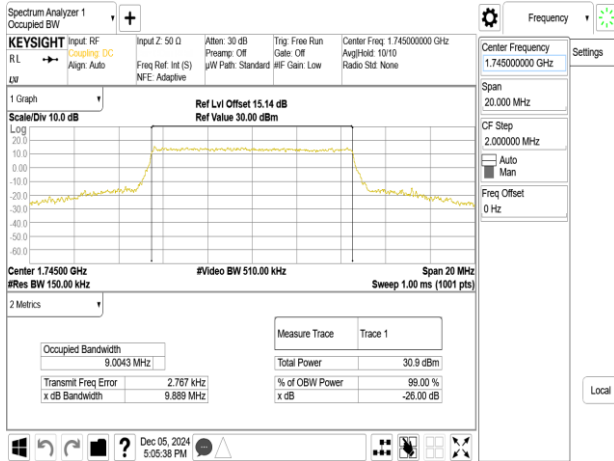 Spectrum Analyzer 1
Occupied BW
Frequency
KEYSIGHT Input: RF Input Z: 50 Ω Atten: 30 dB Trig: Free Run Center Freq: 1.745000000 GHz
RL Coupling: DC Preamp: Off Gate: Off Avg|Hold: 10/10
Align: Auto Freq Ref: Int (S) µW Path: Standard #IF Gain: Low Radio Std: None
NFE: Adaptive
LXI
Center Frequency
1.745000000 GHz
Settings
Span
20.000 MHz
CF Step
2.000000 MHz
Auto
Man
Freq Offset
0 Hz
Local
1 Graph
Ref Lvl Offset 15.14 dB
Scale/Div 10.0 dB Ref Value 30.00 dBm
Log
20.0
10.0
0.00
-10.0
-20.0
-30.0
-40.0
-50.0
-60.0
Center 1.74500 GHz #Video BW 510.00 kHz Span 20 MHz
#Res BW 150.00 kHz Sweep 1.00 ms (1001 pts)
2 Metrics
Measure Trace Trace 1
Occupied Bandwidth
9.0043 MHz
Total Power 30.9 dBm
Transmit Freq Error 2.767 kHz % of OBW Power 99.00 %
x dB Bandwidth 9.889 MHz x dB -26.00 dB
Dec 05, 2024
5:05:38 PM